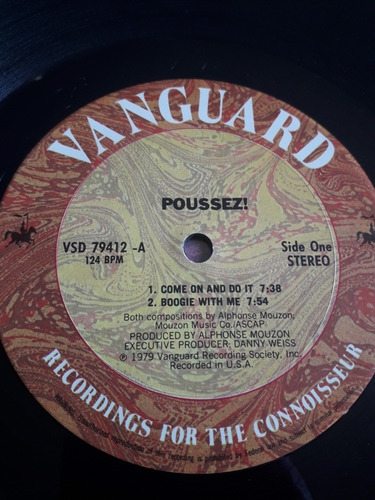 VANGUARD
POUSSEZ!
VSD 79412 -A
124 BPM
Side One
STEREO
1. COME ON AND DO IT 7:38
2. BOOGIE WITH ME 7:54
Both compositions by Alphonse Mouzon;
Mouzon Music Co./ASCAP
PRODUCED BY ALPHONSE MOUZON
EXECUTIVE PRODUCER: DANNY WEISS
℗ 1979 Vanguard Recording Society, Inc.
Recorded in U.S.A.
RECORDINGS FOR THE CONNOISSEUR